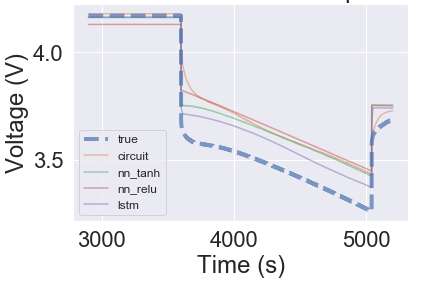 Voltage (V)
4.0
3.5
true
circuit
nn_tanh
nn_relu
lstm
3000
4000
5000
Time (s)